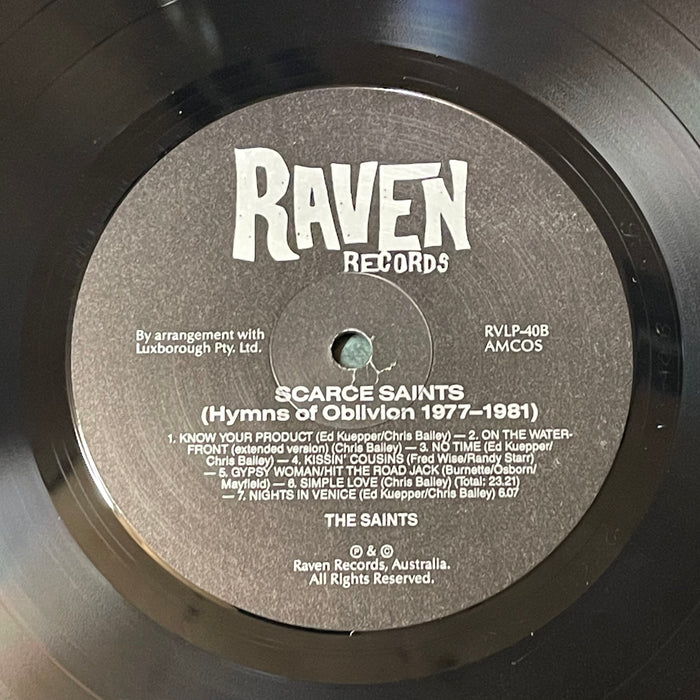 RAVEN
RECORDS
By arrangement with
Luxborough Pty. Ltd.
RVLP-40B
AMCOS
SCARCE SAINTS
(Hymns of Oblivion 1977–1981)
1. KNOW YOUR PRODUCT (Ed Kuepper/Chris Bailey) — 2. ON THE WATER-
FRONT (extended version) (Chris Bailey) — 3. NO TIME (Ed Kuepper/
Chris Bailey) — 4. KISSIN' COUSINS (Fred Wise/Randy Starr)
— 5. GYPSY WOMAN/HIT THE ROAD JACK (Burnette/Osborn/
Mayfield) — 6. SIMPLE LOVE (Chris Bailey) (Total: 23.21)
— 7. NIGHTS IN VENICE (Ed Kuepper/Chris Bailey) 6.07
THE SAINTS
℗ & ©
Raven Records, Australia.
All Rights Reserved.